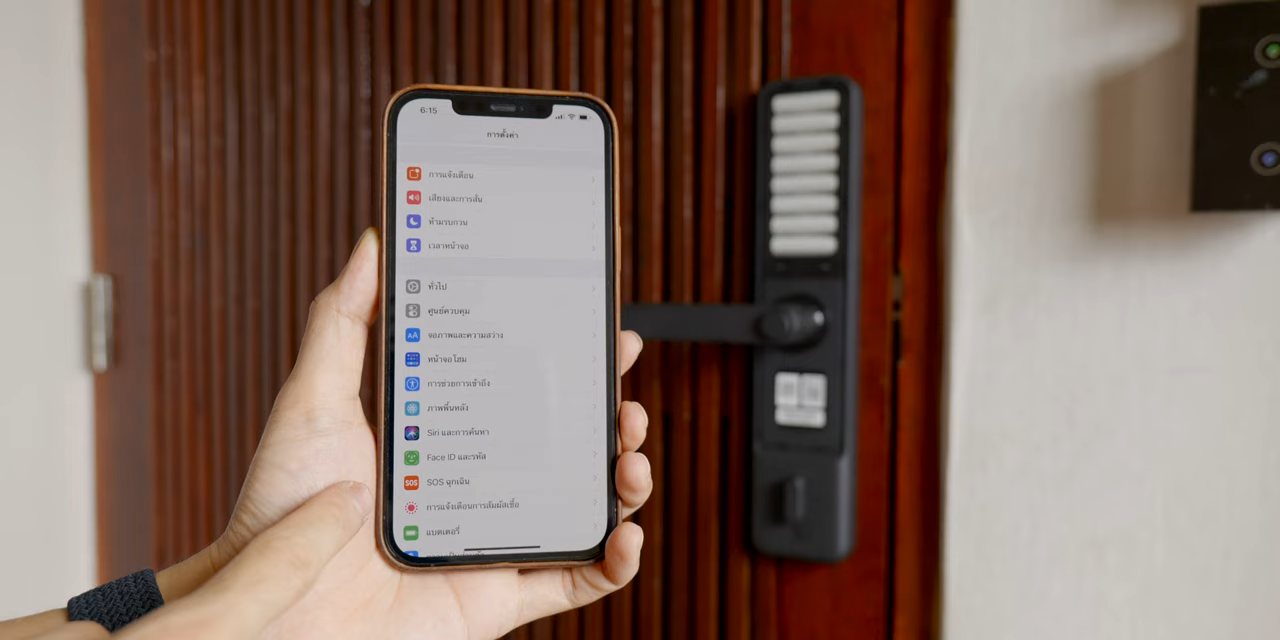 6:15
การตั้งค่า
การแจ้งเตือน
เสียงและการสั่น
ห้ามรบกวน
เวลาหน้าจอ
ทั่วไป
ศูนย์ควบคุม
AA จอภาพและความสว่าง
หน้าจอโฮม
การช่วยการเข้าถึง
ภาพพื้นหลัง
Siri และการค้นหา
Face ID และรหัส
SOS SOS ฉุกเฉิน
การแจ้งเตือนการสัมผัสเชื้อ
แบตเตอรี่